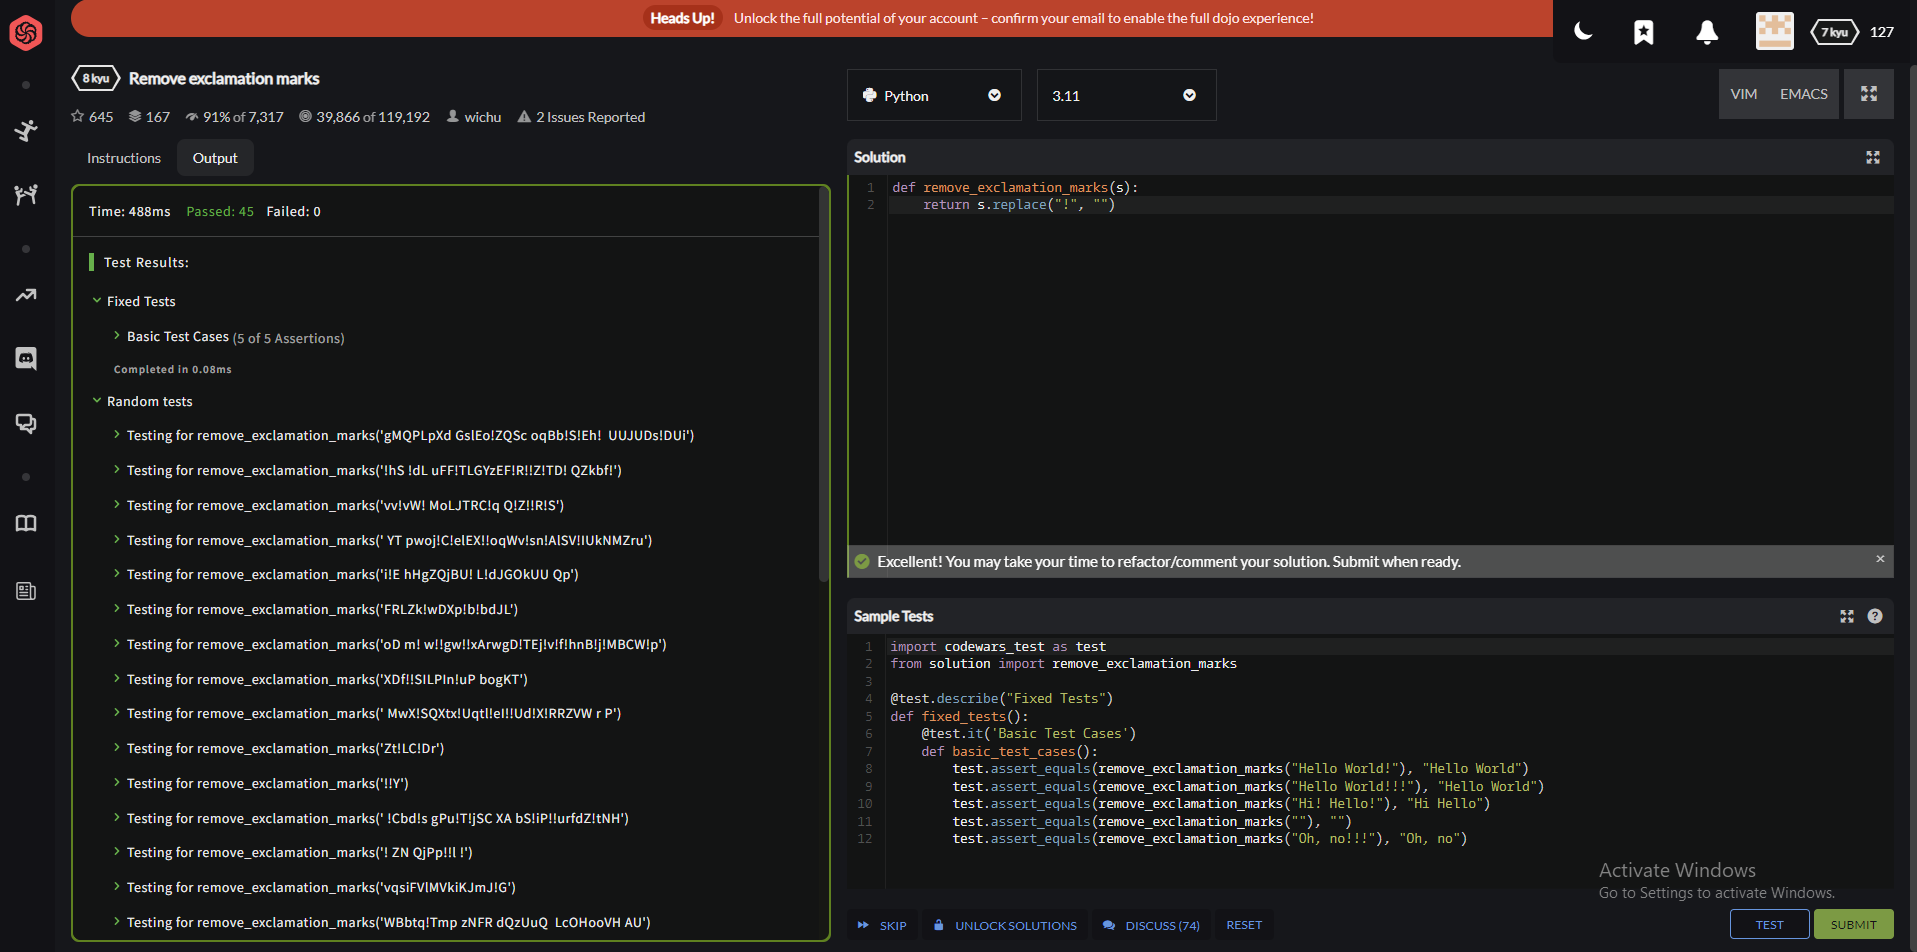 Heads Up! Unlock the full potential of your account – confirm your email to enable the full dojo experience!
7 kyu 127
8 kyu Remove exclamation marks
645 167 91% of 7,317 39,866 of 119,192 wichu 2 Issues Reported
Instructions Output
Time: 488ms Passed: 45 Failed: 0
Test Results:
Fixed Tests
Basic Test Cases (5 of 5 Assertions)
Completed in 0.08ms
Random tests
Testing for remove_exclamation_marks('gMQPLpXd GslEo!ZQSc oqBb!S!Eh!  UUJUDs!DUi')
Testing for remove_exclamation_marks('!hS !dL uFF!TLGYzEF!R!!Z!TD! QZkbf!')
Testing for remove_exclamation_marks('vv!vW! MoLJTRC!q Q!Z!!R!S')
Testing for remove_exclamation_marks(' YT pwoj!C!elEX!!oqWv!sn!AlSV!IUkNMZru')
Testing for remove_exclamation_marks('i!E hHgZQjBU! L!dJGOkUU Qp')
Testing for remove_exclamation_marks('FRLZk!wDXp!b!bdJL')
Testing for remove_exclamation_marks('oD m! w!!gw!!xArwgD!TEj!v!f!hnB!j!MBCW!p')
Testing for remove_exclamation_marks('XDf!!SILPIn!uP bogKT')
Testing for remove_exclamation_marks(' MwX!SQXtx!Uqtl!eI!!Ud!X!RRZVW r P')
Testing for remove_exclamation_marks('Zt!LC!Dr')
Testing for remove_exclamation_marks('!!Y')
Testing for remove_exclamation_marks(' !Cbd!s gPu!T!jSC XA bS!iP!!urfdZ!tNH')
Testing for remove_exclamation_marks('! ZN QjPp!!l !')
Testing for remove_exclamation_marks('vqsiFVlMVkiKJmJ!G')
Testing for remove_exclamation_marks('WBbtq!Tmp zNFR dQzUuQ  LcOHooVH AU')
Python 3.11 VIM EMACS
Solution
1 def remove_exclamation_marks(s):
2     return s.replace("!", "")
Excellent! You may take your time to refactor/comment your solution. Submit when ready. ×
Sample Tests ?
1 import codewars_test as test
2 from solution import remove_exclamation_marks
3
4 @test.describe("Fixed Tests")
5 def fixed_tests():
6     @test.it('Basic Test Cases')
7     def basic_test_cases():
8         test.assert_equals(remove_exclamation_marks("Hello World!"), "Hello World")
9         test.assert_equals(remove_exclamation_marks("Hello World!!!"), "Hello World")
10         test.assert_equals(remove_exclamation_marks("Hi! Hello!"), "Hi Hello")
11         test.assert_equals(remove_exclamation_marks(""), "")
12         test.assert_equals(remove_exclamation_marks("Oh, no!!!"), "Oh, no")
Activate Windows
Go to Settings to activate Windows.
SKIP UNLOCK SOLUTIONS DISCUSS (74) RESET TEST SUBMIT